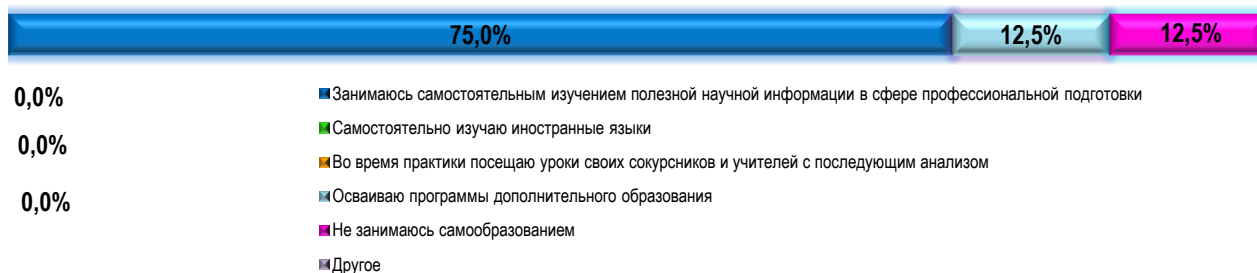 75,0% 12,5% 12,5%
0,0%
Занимаюсь самостоятельным изучением полезной научной информации в сфере профессиональной подготовки
Самостоятельно изучаю иностранные языки
0,0%
Во время практики посещаю уроки своих сокурсников и учителей с последующим анализом
Осваиваю программы дополнительного образования
0,0%
Не занимаюсь самообразованием
Другое